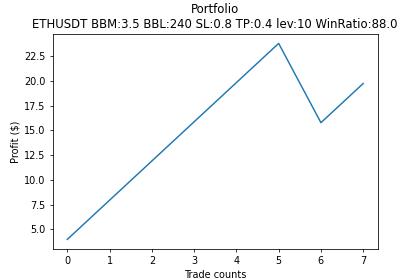 Portfolio
ETHUSDT BBM:3.5 BBL:240 SL:0.8 TP:0.4 lev:10 WinRatio:88.0
22.5
20.0
17.5
15.0
12.5
10.0
7.5
5.0
Profit ($)
0 1 2 3 4 5 6 7
Trade counts